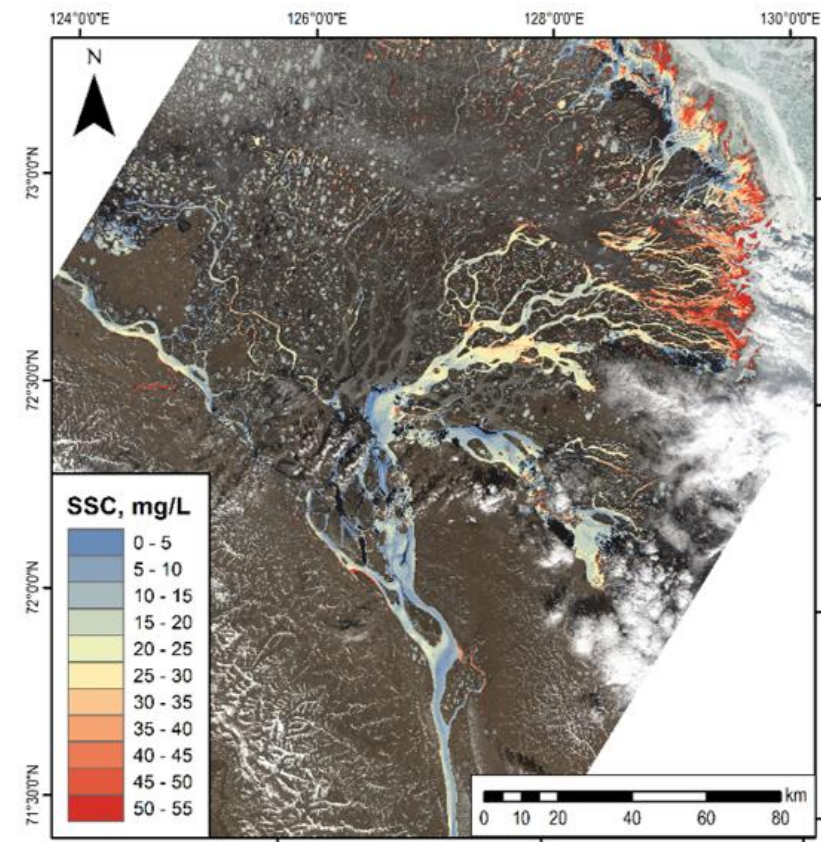 124°0'0"E 126°0'0"E 128°0'0"E 130°0'0"E
N
73°0'0"N
72°30'0"N
72°0'0"N
71°30'0"N
SSC, mg/L
0 - 5
5 - 10
10 - 15
15 - 20
20 - 25
25 - 30
30 - 35
35 - 40
40 - 45
45 - 50
50 - 55
km
0 10 20 40 60 80